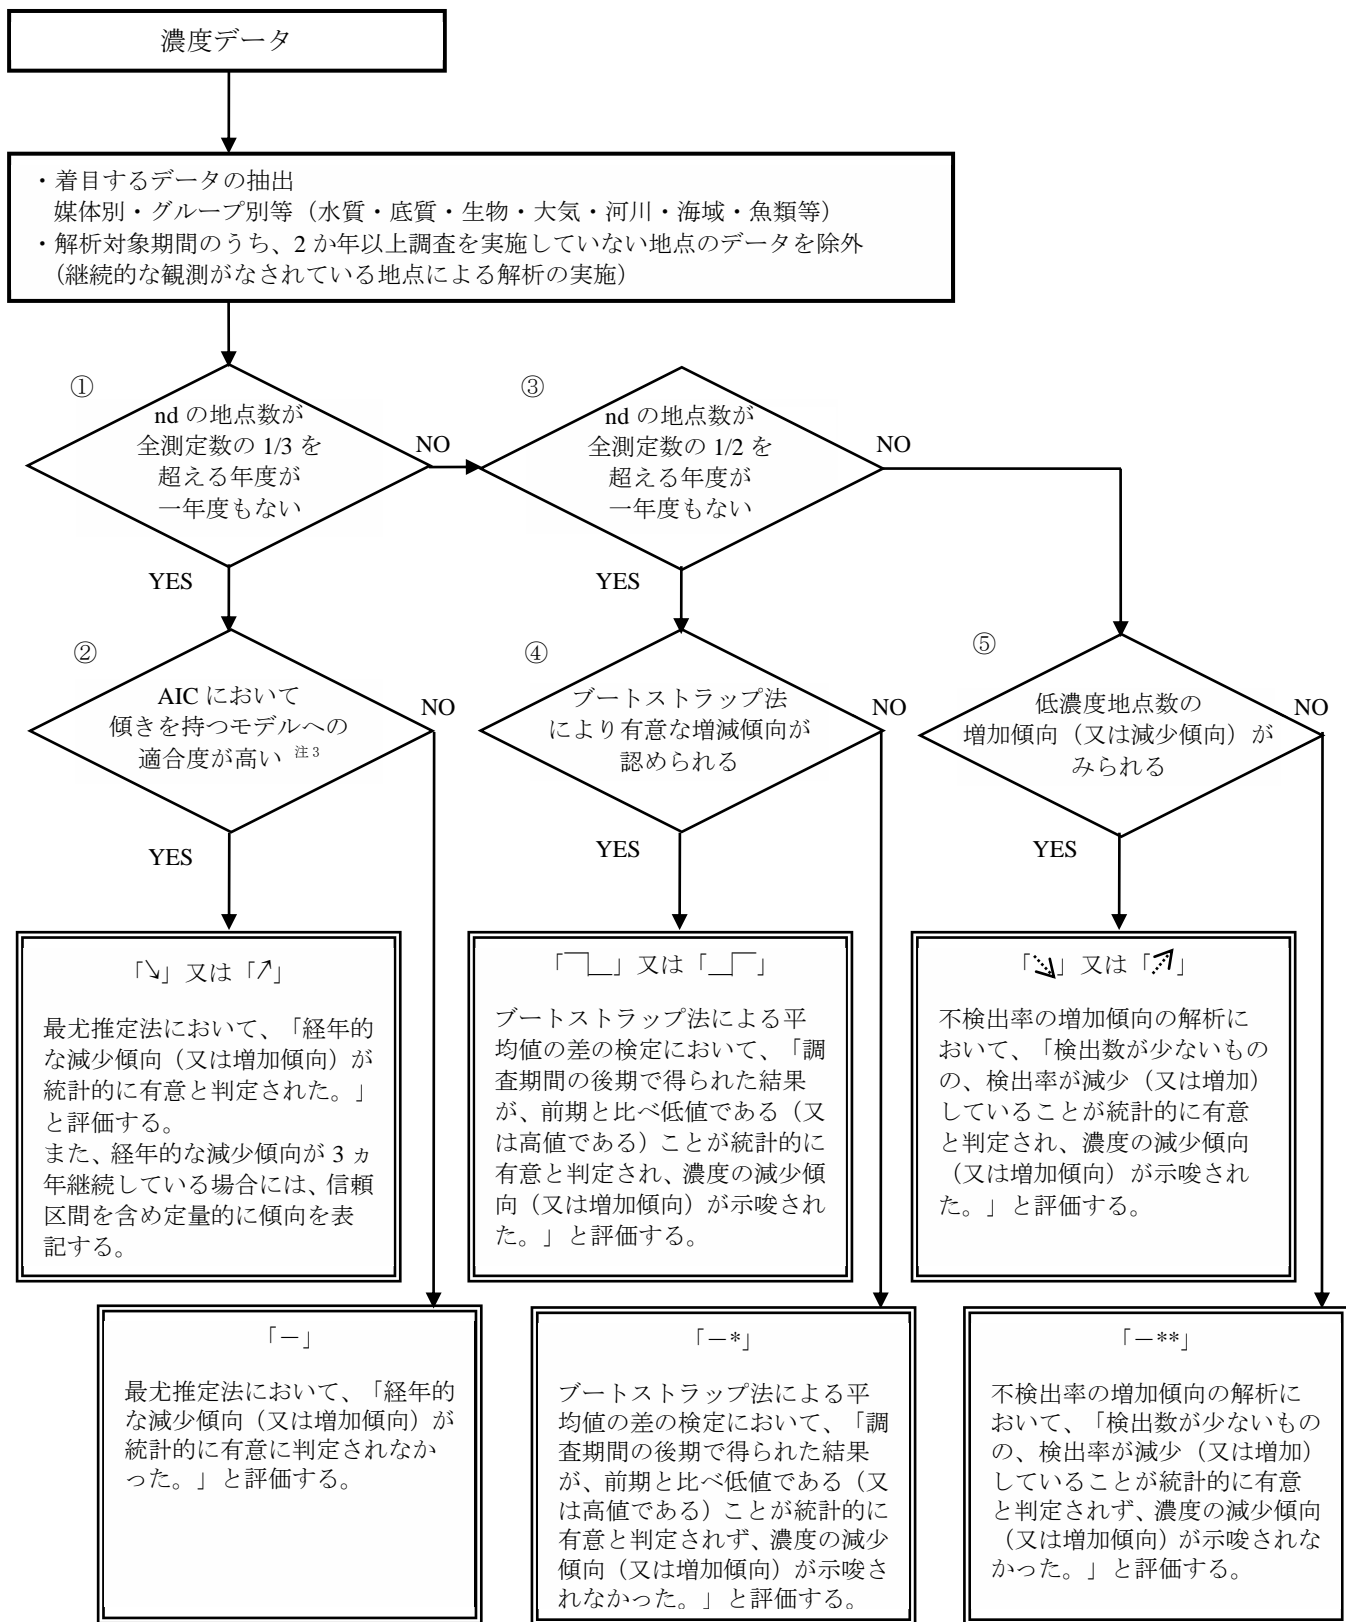 濃度データ
・着目するデータの抽出
媒体別・グループ別等（水質・底質・生物・大気・河川・海域・魚類等）
・解析対象期間のうち、2 か年以上調査を実施していない地点のデータを除外
（継続的な観測がなされている地点による解析の実施）
①
nd の地点数が
全測定数の 1/3 を
超える年度が
一年度もない
NO
YES
③
nd の地点数が
全測定数の 1/2 を
超える年度が
一年度もない
NO
YES
②
AIC において
傾きを持つモデルへの
適合度が高い 注3
NO
YES
④
ブートストラップ法
により有意な増減傾向が
認められる
NO
YES
⑤
低濃度地点数の
増加傾向（又は減少傾向）が
みられる
NO
YES
「↘」又は「↗」
最尤推定法において、「経年的
な減少傾向（又は増加傾向）が
統計的に有意と判定された。」
と評価する。
また、経年的な減少傾向が 3 ヵ
年継続している場合には、信頼
区間を含め定量的に傾向を表
記する。
「￣|＿」又は「＿|￣」
ブートストラップ法による平
均値の差の検定において、「調
査期間の後期で得られた結果
が、前期と比べ低値である（又
は高値である）ことが統計的に
有意と判定され、濃度の減少傾
向（又は増加傾向）が示唆され
た。」と評価する。
「⇘」又は「⇗」
不検出率の増加傾向の解析に
おいて、「検出数が少ないもの
の、検出率が減少（又は増加）
していることが統計的に有意
と判定され、濃度の減少傾向
（又は増加傾向）が示唆され
た。」と評価する。
「－」
最尤推定法において、「経年的
な減少傾向（又は増加傾向）が
統計的に有意に判定されなか
った。」と評価する。
「－*」
ブートストラップ法による平
均値の差の検定において、「調
査期間の後期で得られた結果
が、前期と比べ低値である（又
は高値である）ことが統計的に
有意と判定されず、濃度の減少
傾向（又は増加傾向）が示唆さ
れなかった。」と評価する。
「－**」
不検出率の増加傾向の解析に
おいて、「検出数が少ないもの
の、検出率が減少（又は増加）
していることが統計的に有意
と判定されず、濃度の減少傾向
（又は増加傾向）が示唆されな
かった。」と評価する。